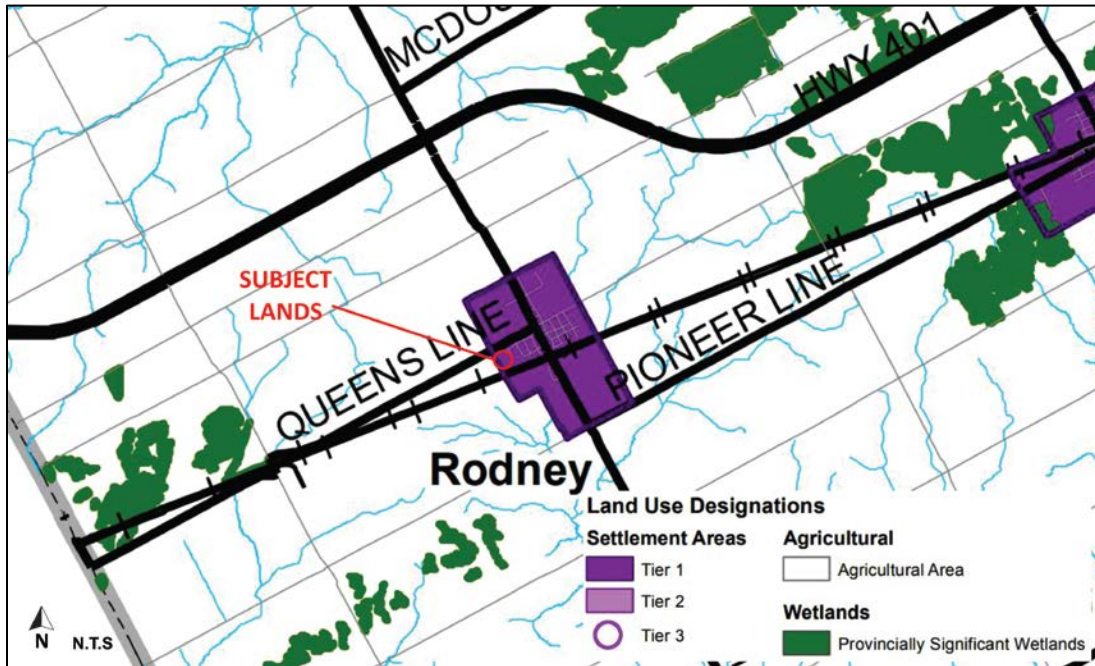 MCDOU
HWY 401
SUBJECT
LANDS
QUEENS LINE
PIONEER LINE
Rodney
Land Use Designations
Settlement Areas
Tier 1
Tier 2
Tier 3
Agricultural
Agricultural Area
Wetlands
Provincially Significant Wetlands
N
N.T.S